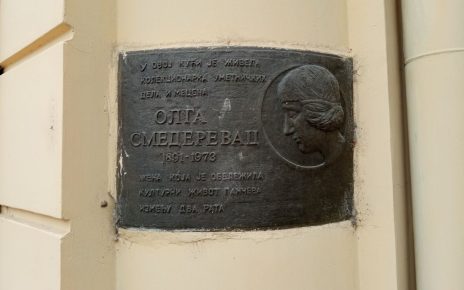 У ОВОЈ КУЋИ ЈЕ ЖИВЕЛА
КОЛЕКЦИОНАРКА УМЕТНИЧКИХ
ДЕЛА И МЕЦЕНА
ОЛГА
СМЕДЕРЕВАЦ
1891-1973
ЖЕНА КОЈА ЈЕ ОБЕЛЕЖИЛА
КУЛТУРНИ ЖИВОТ ПАНЧЕВА
ИЗМЕЂУ ДВА РАТА